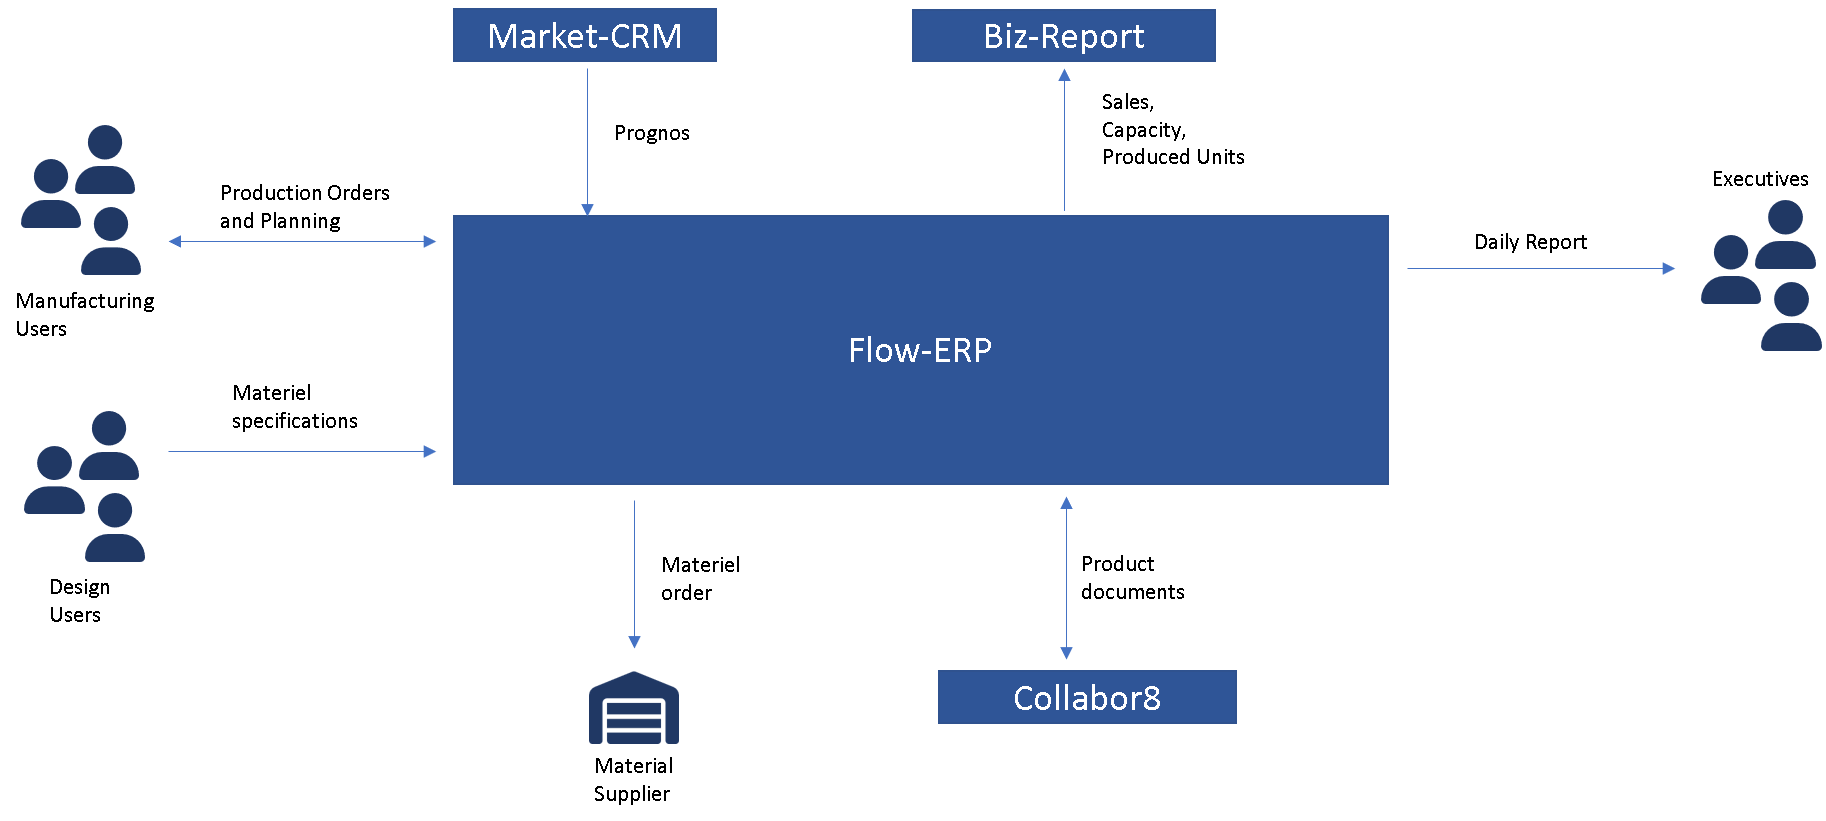 Market-CRM
Biz-Report
Prognos
Sales,
Capacity,
Produced Units
Executives
Production Orders
and Planning
Daily Report
Manufacturing
Users
Flow-ERP
Materiel
specifications
Design
Users
Materiel
order
Product
documents
Collabor8
Material
Supplier